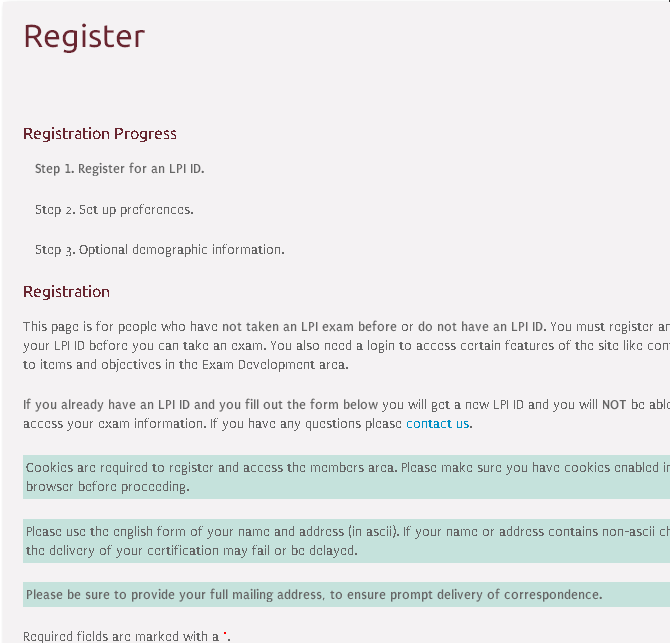 Register
Registration Progress
Step 1. Register for an LPI ID.
Step 2. Set up preferences.
Step 3. Optional demographic information.
Registration
This page is for people who have not taken an LPI exam before or do not have an LPI ID. You must register
your LPI ID before you can take an exam. You also need a login to access certain features of the site like
to items and objectives in the Exam Development area.
If you already have an LPI ID and you fill out the form below you will get a new LPI ID and you will NOT be
access your exam information. If you have any questions please contact us.
Cookies are required to register and access the members area. Please make sure you have cookies enabled
browser before proceeding.
Please use the english form of your name and address (in ascii). If your name or address contains non-ascii
the delivery of your certification may fail or be delayed.
Please be sure to provide your full mailing address, to ensure prompt delivery of correspondence.
Required fields are marked with a *.